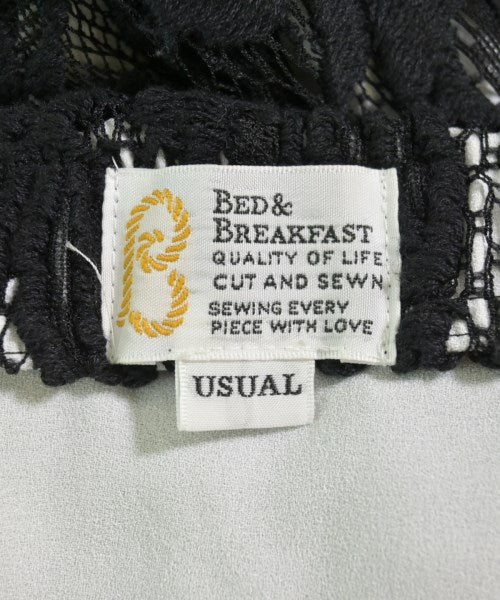 BED &
BREAKFAST
QUALITY OF LIFE
CUT AND SEWN
SEWING EVERY
PIECE WITH LOVE
USUAL